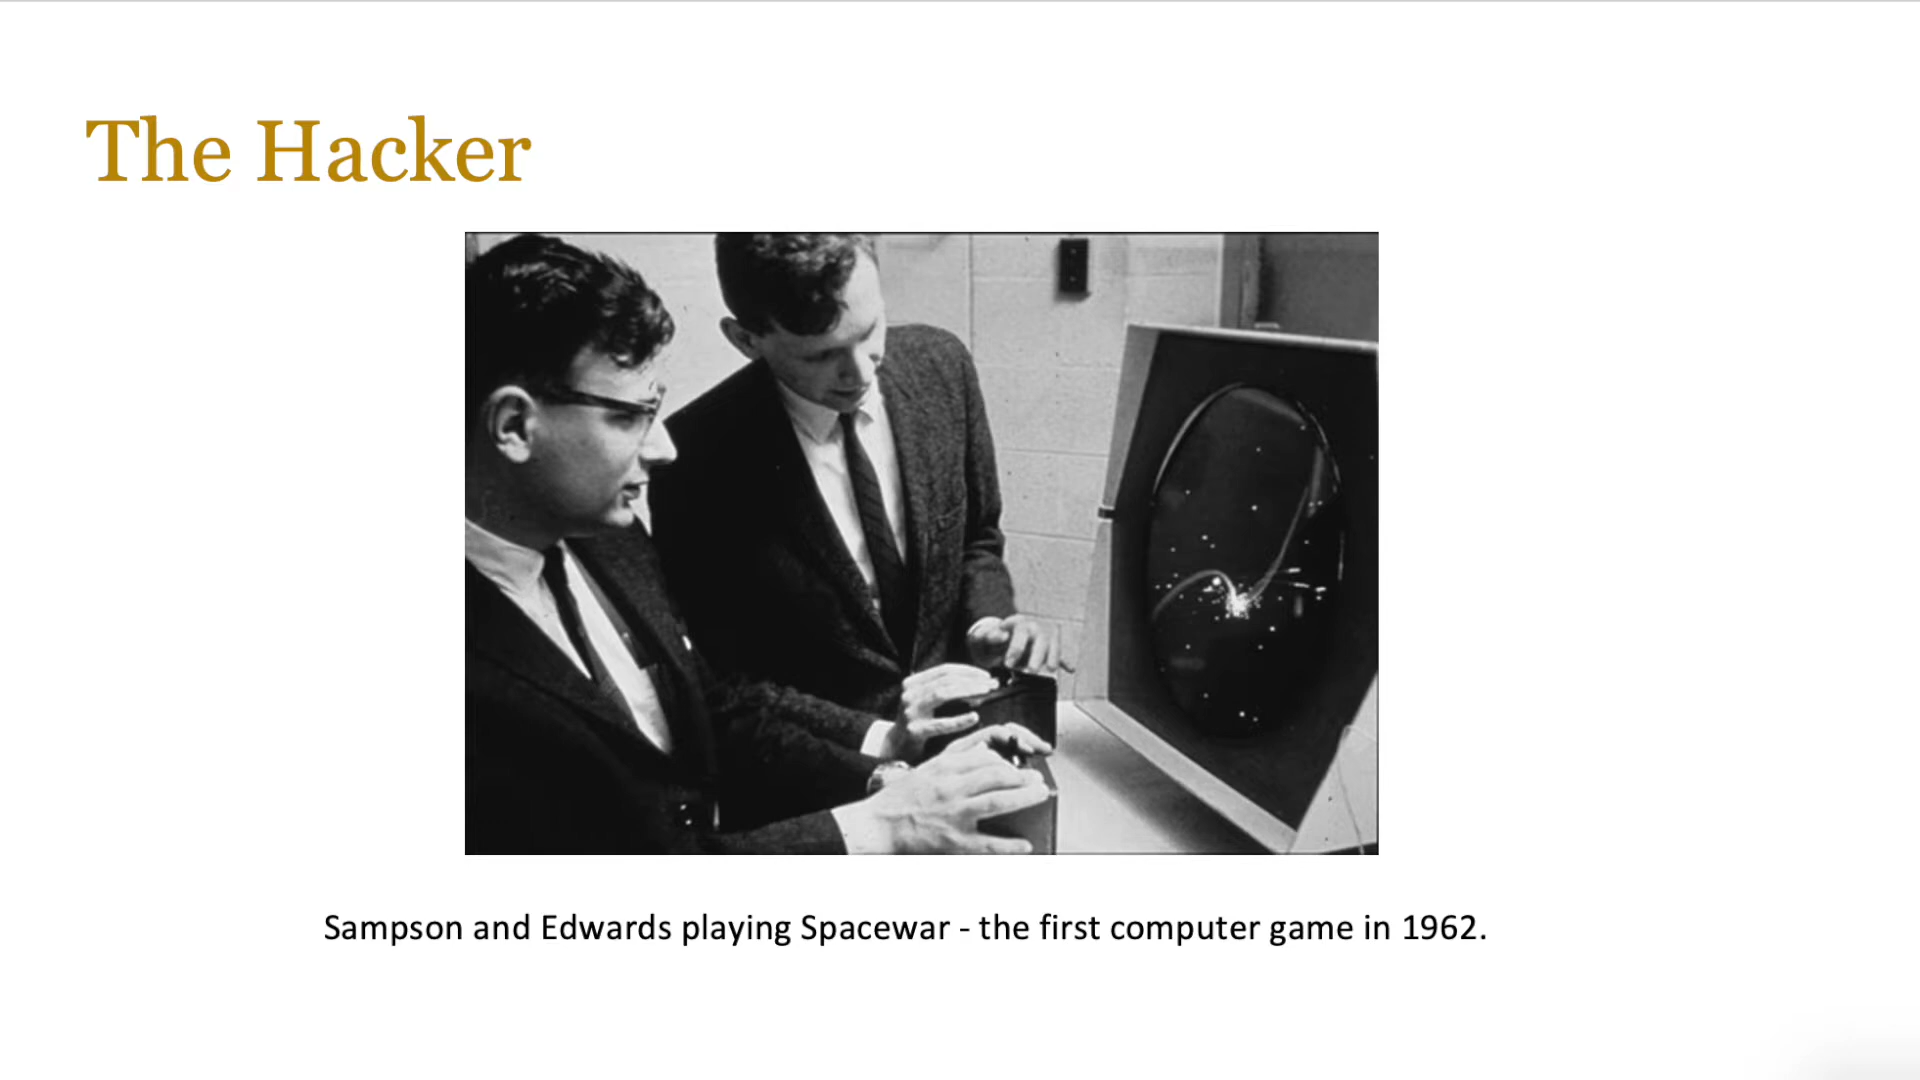 The Hacker
Sampson and Edwards playing Spacewar - the first computer game in 1962.